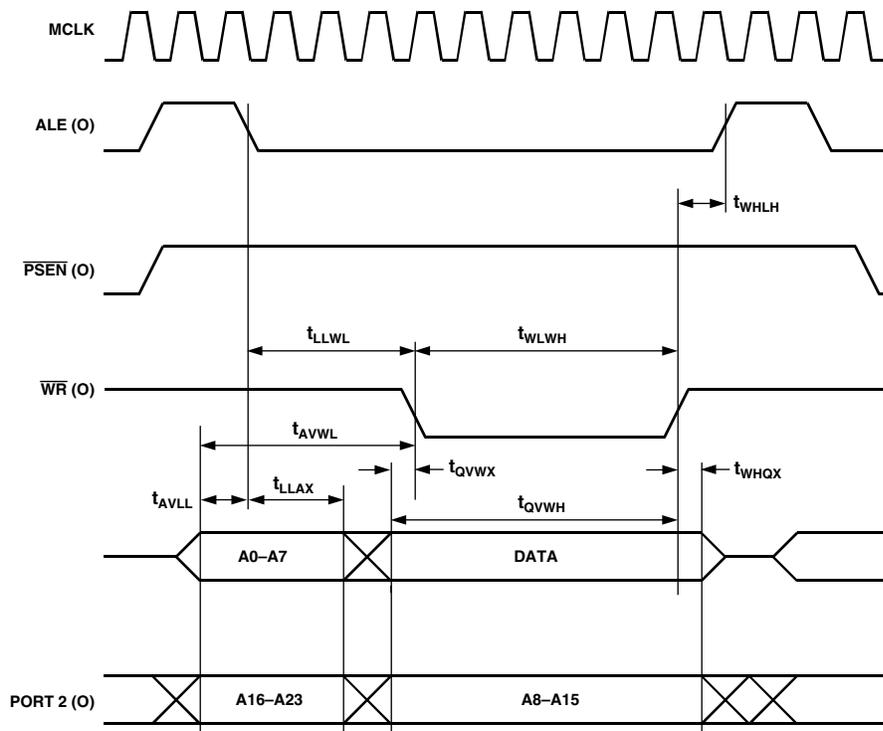 MCLK
ALE (O)
tWHLH
PSEN (O)
tLLWL
tWLWH
WR (O)
tAVWL
tQVWX
tWHQX
tAVLL
tLLAX
tQVWH
A0–A7
DATA
PORT 2 (O)
A16–A23
A8–A15